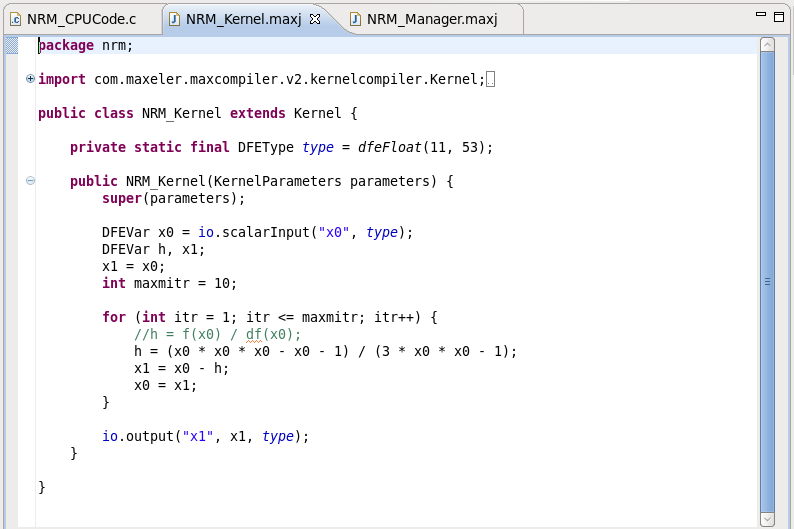 NRM_CPUCode.c NRM_Kernel.maxj NRM_Manager.maxj
package nrm;
import com.maxeler.maxcompiler.v2.kernelcompiler.Kernel;
public class NRM_Kernel extends Kernel {
private static final DFEType type = dfeFloat(11, 53);
public NRM_Kernel(KernelParameters parameters) {
super(parameters);
DFEVar x0 = io.scalarInput("x0", type);
DFEVar h, x1;
x1 = x0;
int maxmitr = 10;
for (int itr = 1; itr <= maxmitr; itr++) {
//h = f(x0) / df(x0);
h = (x0 * x0 * x0 - x0 - 1) / (3 * x0 * x0 - 1);
x1 = x0 - h;
x0 = x1;
}
io.output("x1", x1, type);
}
}